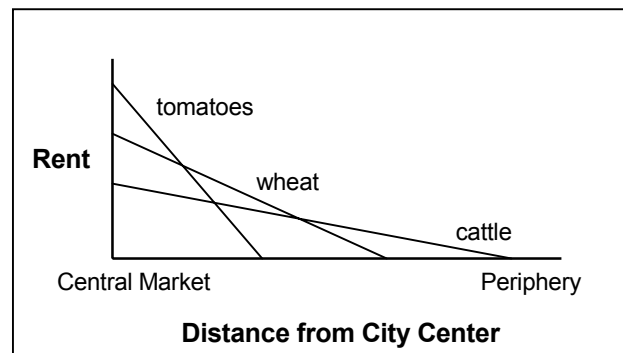 tomatoes
Rent
wheat
cattle
Central Market
Periphery
Distance from City Center